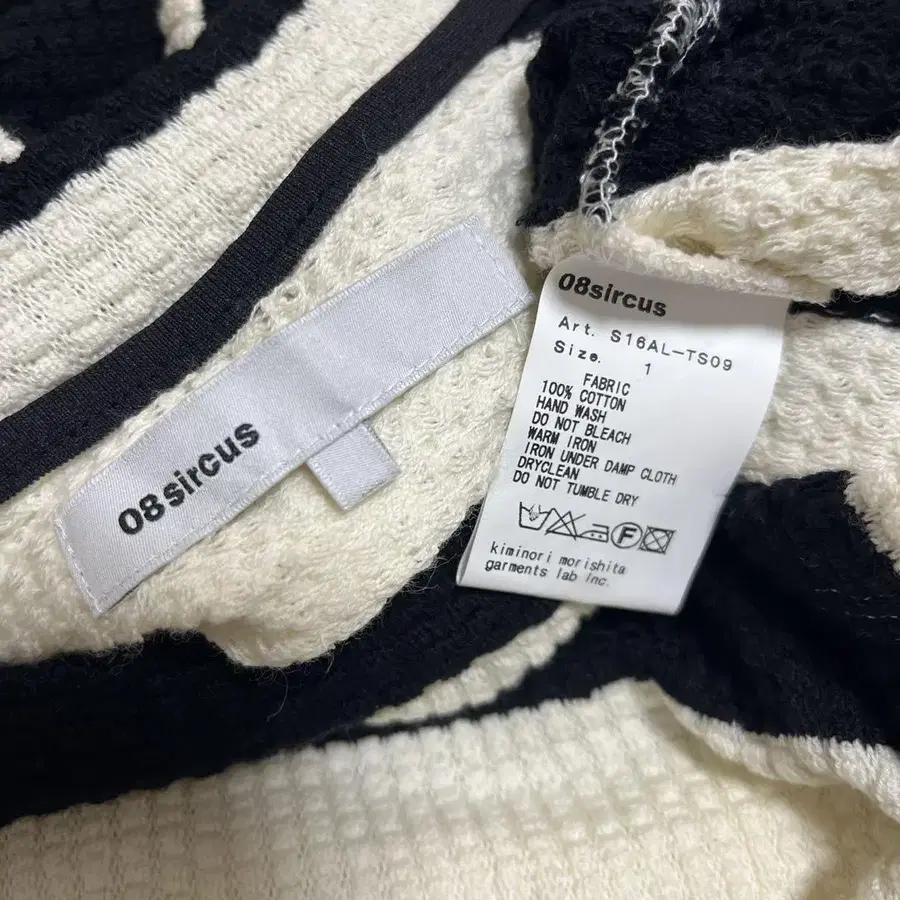 08sircus
08sircus
Art. S16AL-TS09
Size. 1
FABRIC
100% COTTON
HAND WASH
DO NOT BLEACH
WARM IRON
IRON UNDER DAMP CLOTH
DRYCLEAN
DO NOT TUMBLE DRY
F
kiminori morishita
garments lab inc.